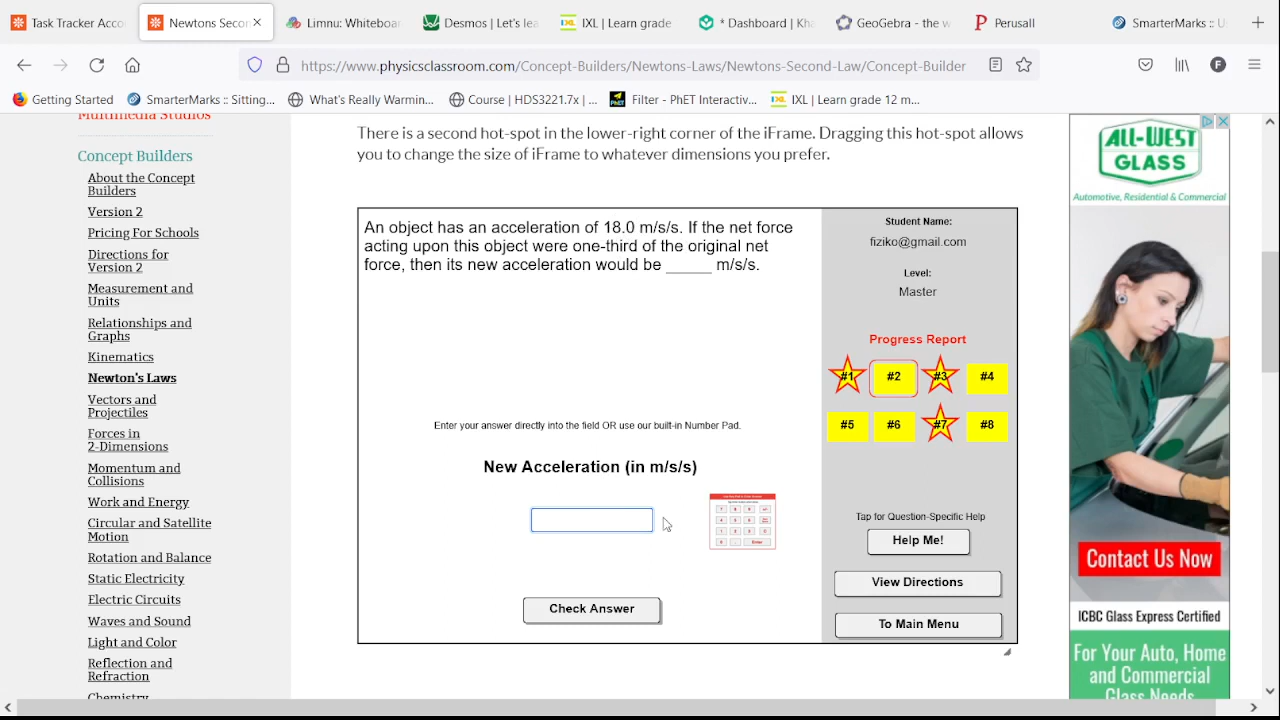 Task Tracker Acco
Newtons Secon
Limnu: Whiteboar
Desmos | Let's lea
IXL | Learn grade
* Dashboard | Kha
GeoGebra - the w
Perusall
SmarterMarks :: U
https://www.physicsclassroom.com/Concept-Builders/Newtons-Laws/Newtons-Second-Law/Concept-Builder
F
Getting Started
SmarterMarks :: Sitting...
What's Really Warmin...
Course | HDS3221.7x | ...
Filter - PhET Interactiv...
IXL | Learn grade 12 m...
Multimedia Studios
Concept Builders
About the Concept
Builders
Version 2
Pricing For Schools
Directions for
Version 2
Measurement and
Units
Relationships and
Graphs
Kinematics
Newton's Laws
Vectors and
Projectiles
Forces in
2-Dimensions
Momentum and
Collisions
Work and Energy
Circular and Satellite
Motion
Rotation and Balance
Static Electricity
Electric Circuits
Waves and Sound
Light and Color
Reflection and
Refraction
Chemistry
There is a second hot-spot in the lower-right corner of the iFrame. Dragging this hot-spot allows
you to change the size of iFrame to whatever dimensions you prefer.
An object has an acceleration of 18.0 m/s/s. If the net force
acting upon this object were one-third of the original net
force, then its new acceleration would be _____ m/s/s.
Enter your answer directly into the field OR use our built-in Number Pad.
New Acceleration (in m/s/s)
Check Answer
Student Name:
fiziko@gmail.com
Level:
Master
Progress Report
#1 #2 #3 #4
#5 #6 #7 #8
Tap for Question-Specific Help
Help Me!
View Directions
To Main Menu
ALL-WEST
GLASS
Automotive, Residential & Commercial
Contact Us Now
ICBC Glass Express Certified
For Your Auto, Home
and Commercial
Glass Needs